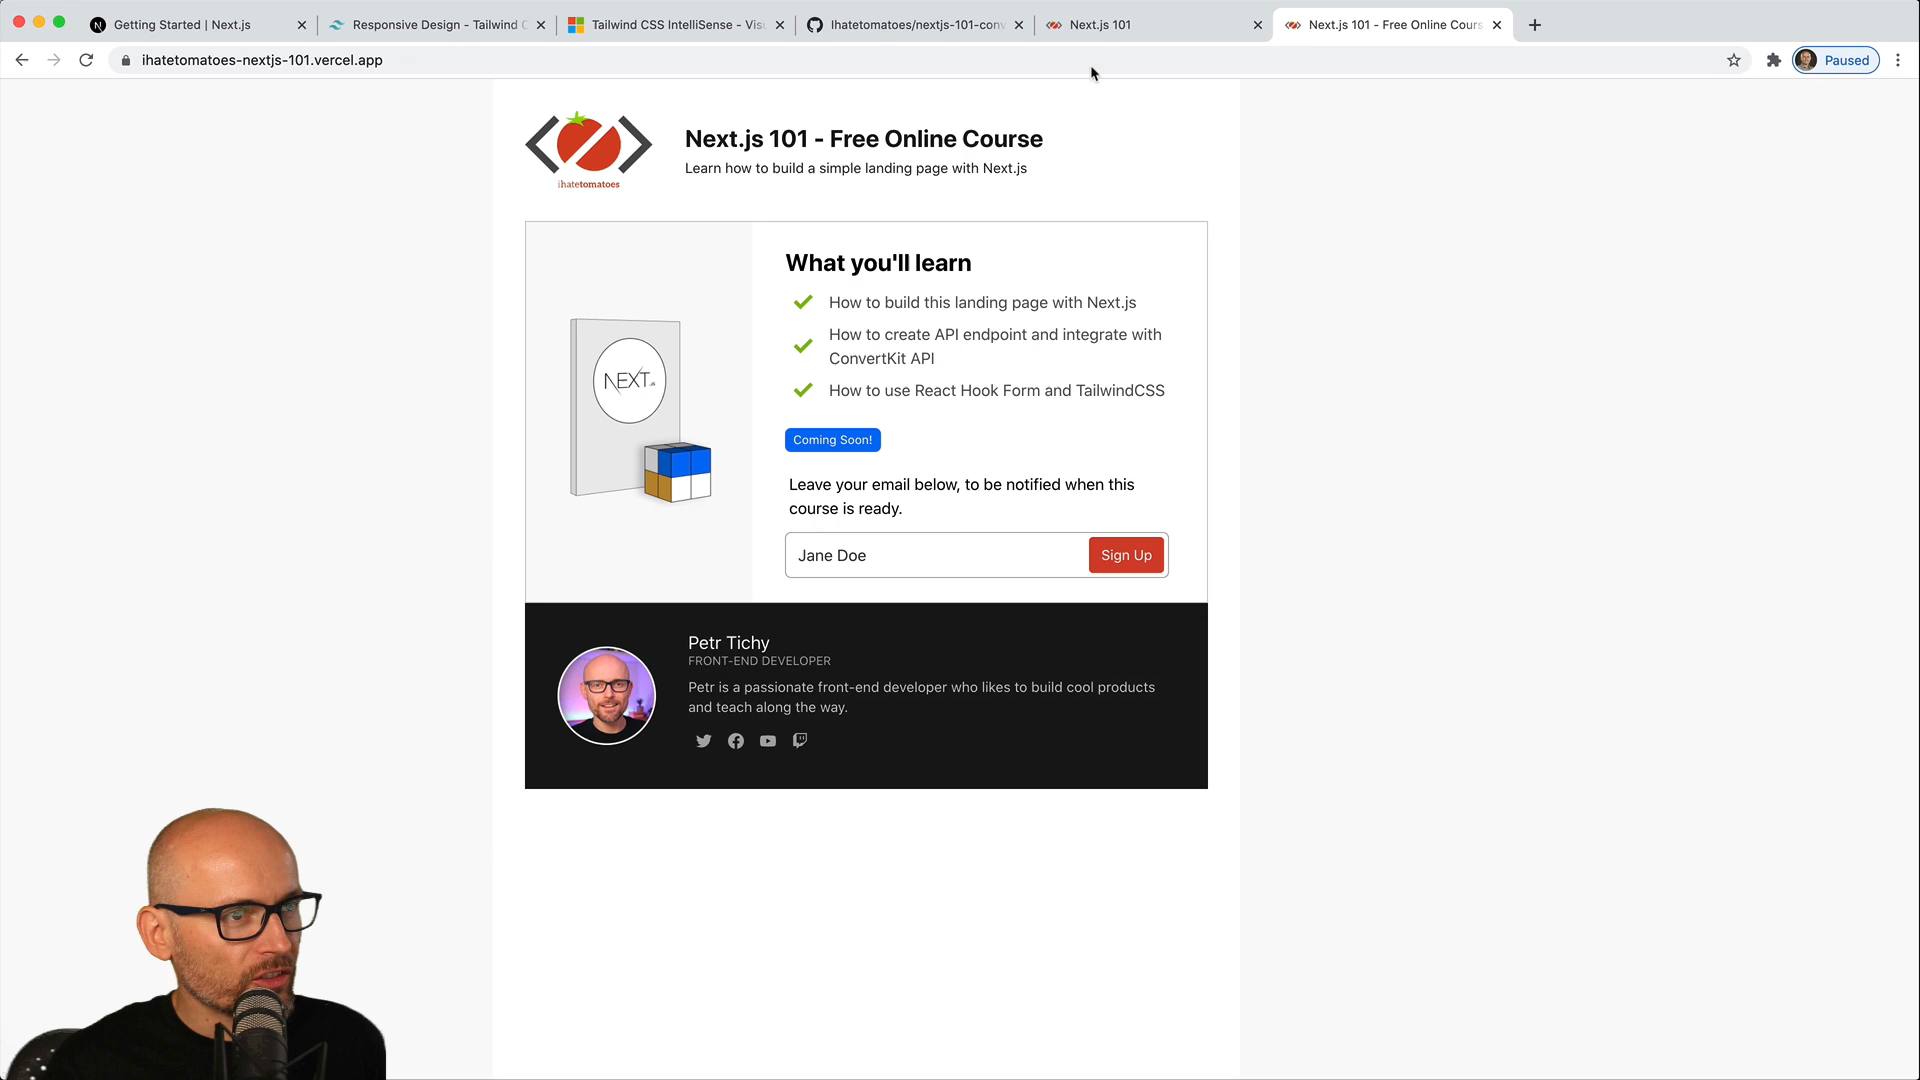 Getting Started | Next.js
Responsive Design - Tailwind C
Tailwind CSS IntelliSense - Visu
Ihatetomatoes/nextjs-101-conv
Next.js 101
Next.js 101 - Free Online Cours
ihatetomatoes-nextjs-101.vercel.app
Paused
ihatetomatoes
Next.js 101 - Free Online Course
Learn how to build a simple landing page with Next.js
NEXT.js
What you'll learn
How to build this landing page with Next.js
How to create API endpoint and integrate with
ConvertKit API
How to use React Hook Form and TailwindCSS
Coming Soon!
Leave your email below, to be notified when this
course is ready.
Jane Doe
Sign Up
Petr Tichy
FRONT-END DEVELOPER
Petr is a passionate front-end developer who likes to build cool products
and teach along the way.